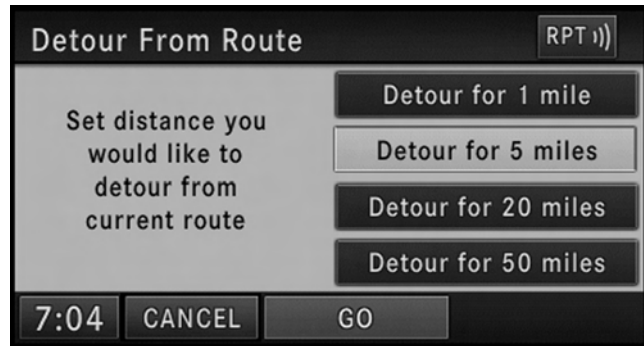 Detour From Route
RPT
Set distance you
would like to
detour from
current route
Detour for 1 mile
Detour for 5 miles
Detour for 20 miles
Detour for 50 miles
7:04
CANCEL
GO